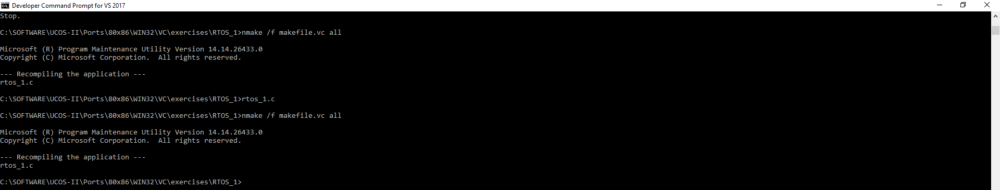 Developer Command Prompt for VS 2017
Stop.
C:\SOFTWARE\UCOS-II\Ports\80x86\WIN32\VC\exercises\RTOS_1>nmake /f makefile.vc all
Microsoft (R) Program Maintenance Utility Version 14.14.26433.0
Copyright (C) Microsoft Corporation.  All rights reserved.
--- Recompiling the application ---
rtos_1.c
C:\SOFTWARE\UCOS-II\Ports\80x86\WIN32\VC\exercises\RTOS_1>rtos_1.c
C:\SOFTWARE\UCOS-II\Ports\80x86\WIN32\VC\exercises\RTOS_1>nmake /f makefile.vc all
Microsoft (R) Program Maintenance Utility Version 14.14.26433.0
Copyright (C) Microsoft Corporation.  All rights reserved.
--- Recompiling the application ---
rtos_1.c
C:\SOFTWARE\UCOS-II\Ports\80x86\WIN32\VC\exercises\RTOS_1>